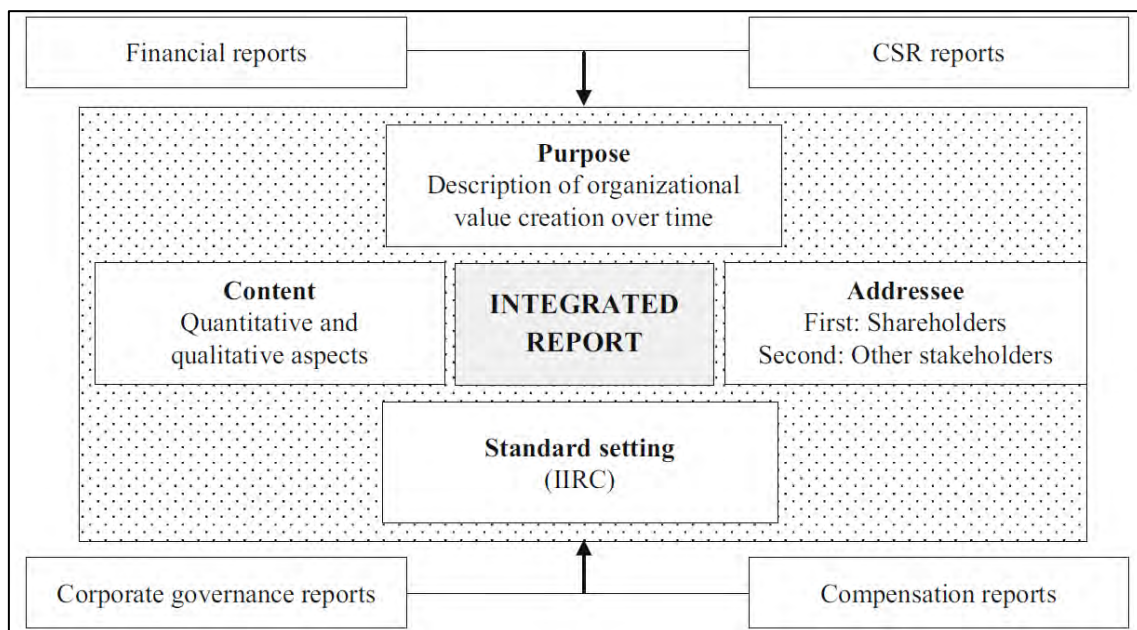 Financial reports
CSR reports
Purpose
Description of organizational
value creation over time
Content
Quantitative and
qualitative aspects
INTEGRATED
REPORT
Addressee
First: Shareholders
Second: Other stakeholders
Standard setting
(IIRC)
Corporate governance reports
Compensation reports